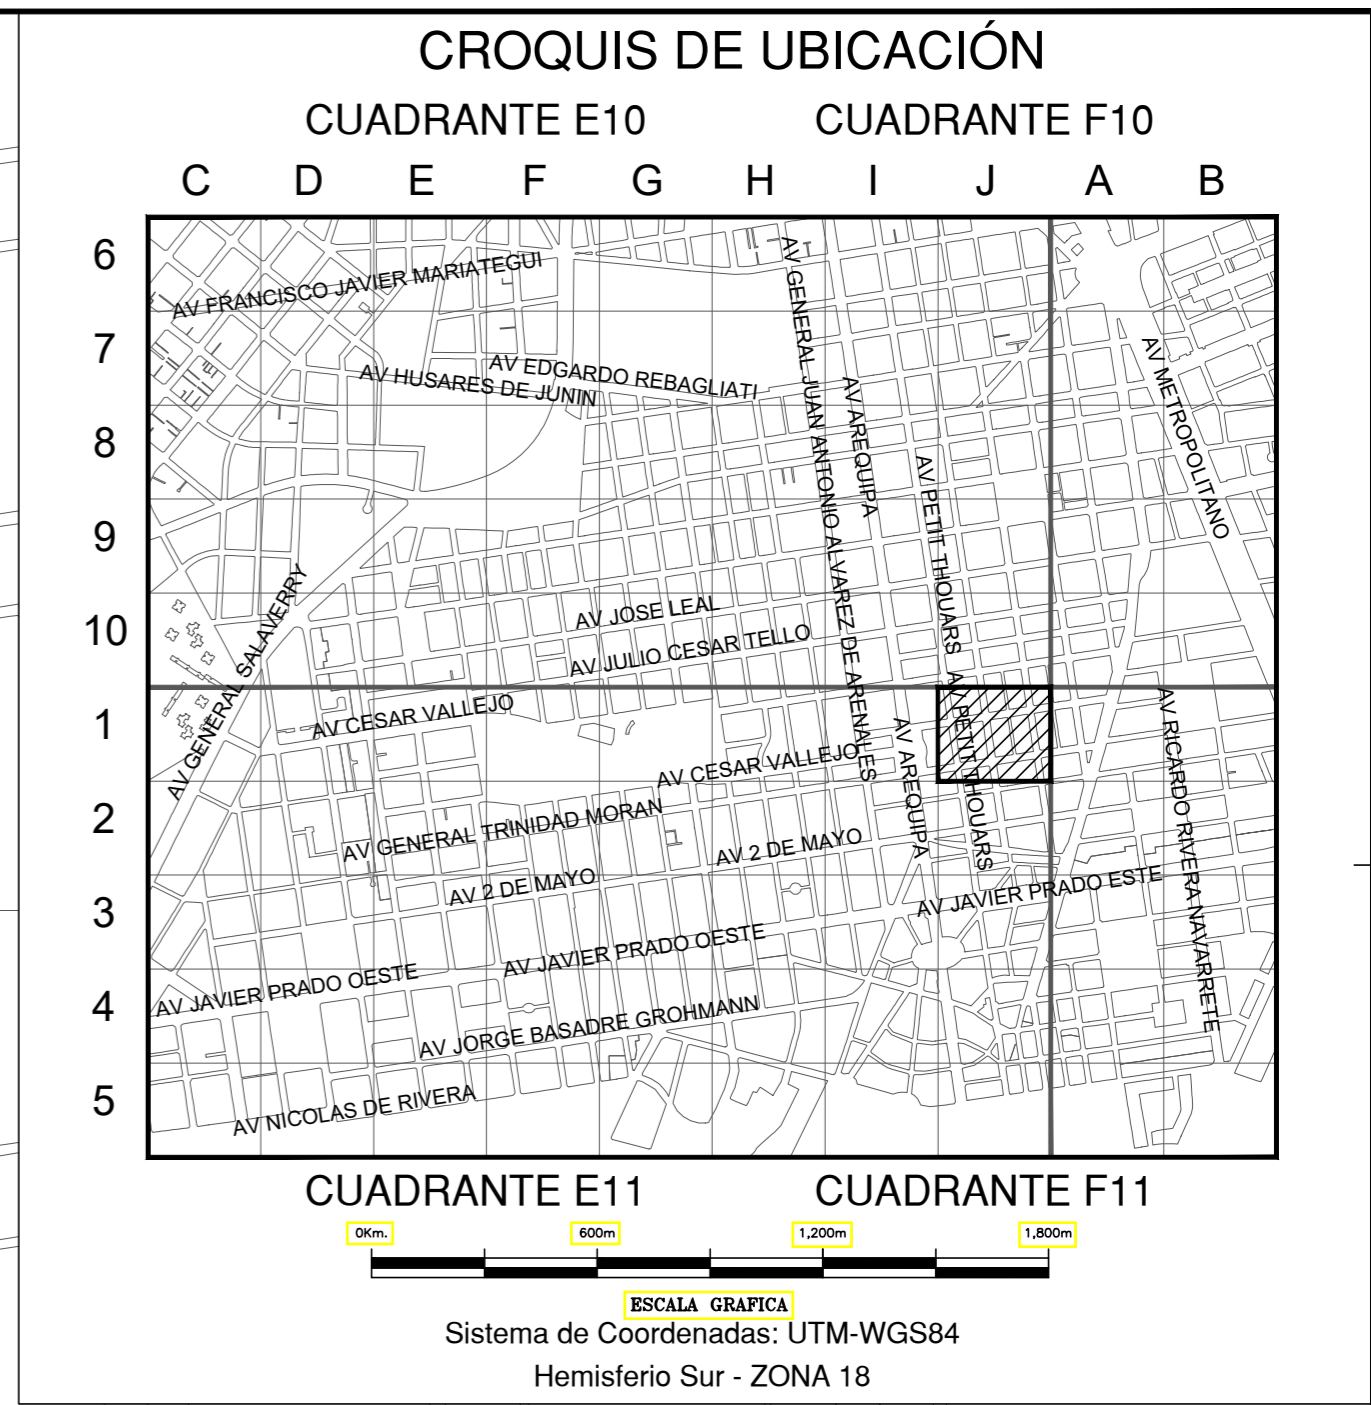 CROQUIS DE UBICACIÓN
CUADRANTE E10
CUADRANTE F10
C D E F G H I J A B
6
7
8
9
10
1
2
3
4
5
AV FRANCISCO JAVIER MARIATEGUI
AV HUSARES DE JUNIN
AV EDGARDO REBAGLIATI
AV GENERAL JUAN ANTONIO ALVAREZ DE ARENALES
AV AREQUIPA
AV PETIT THOUARS
AV METROPOLITANO
AV GENERAL SALAVERRY
AV JOSE LEAL
AV JULIO CESAR TELLO
AV CESAR VALLEJO
AV CESAR VALLEJO
AV AREQUIPA
AV PETIT THOUARS
AV RICARDO RIVERA NAVARRETE
AV GENERAL TRINIDAD MORAN
AV 2 DE MAYO
AV 2 DE MAYO
AV JAVIER PRADO ESTE
AV JAVIER PRADO OESTE
AV JAVIER PRADO OESTE
AV JORGE BASADRE GROHMANN
AV NICOLAS DE RIVERA
CUADRANTE E11
CUADRANTE F11
0Km. 600m 1,200m 1,800m
ESCALA GRAFICA
Sistema de Coordenadas: UTM-WGS84
Hemisferio Sur - ZONA 18